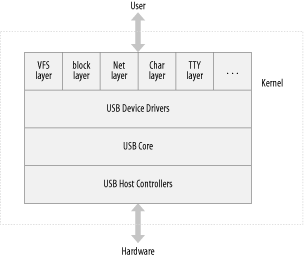 User
VFS layer
block layer
Net layer
Char layer
TTY layer
. . .
Kernel
USB Device Drivers
USB Core
USB Host Controllers
Hardware